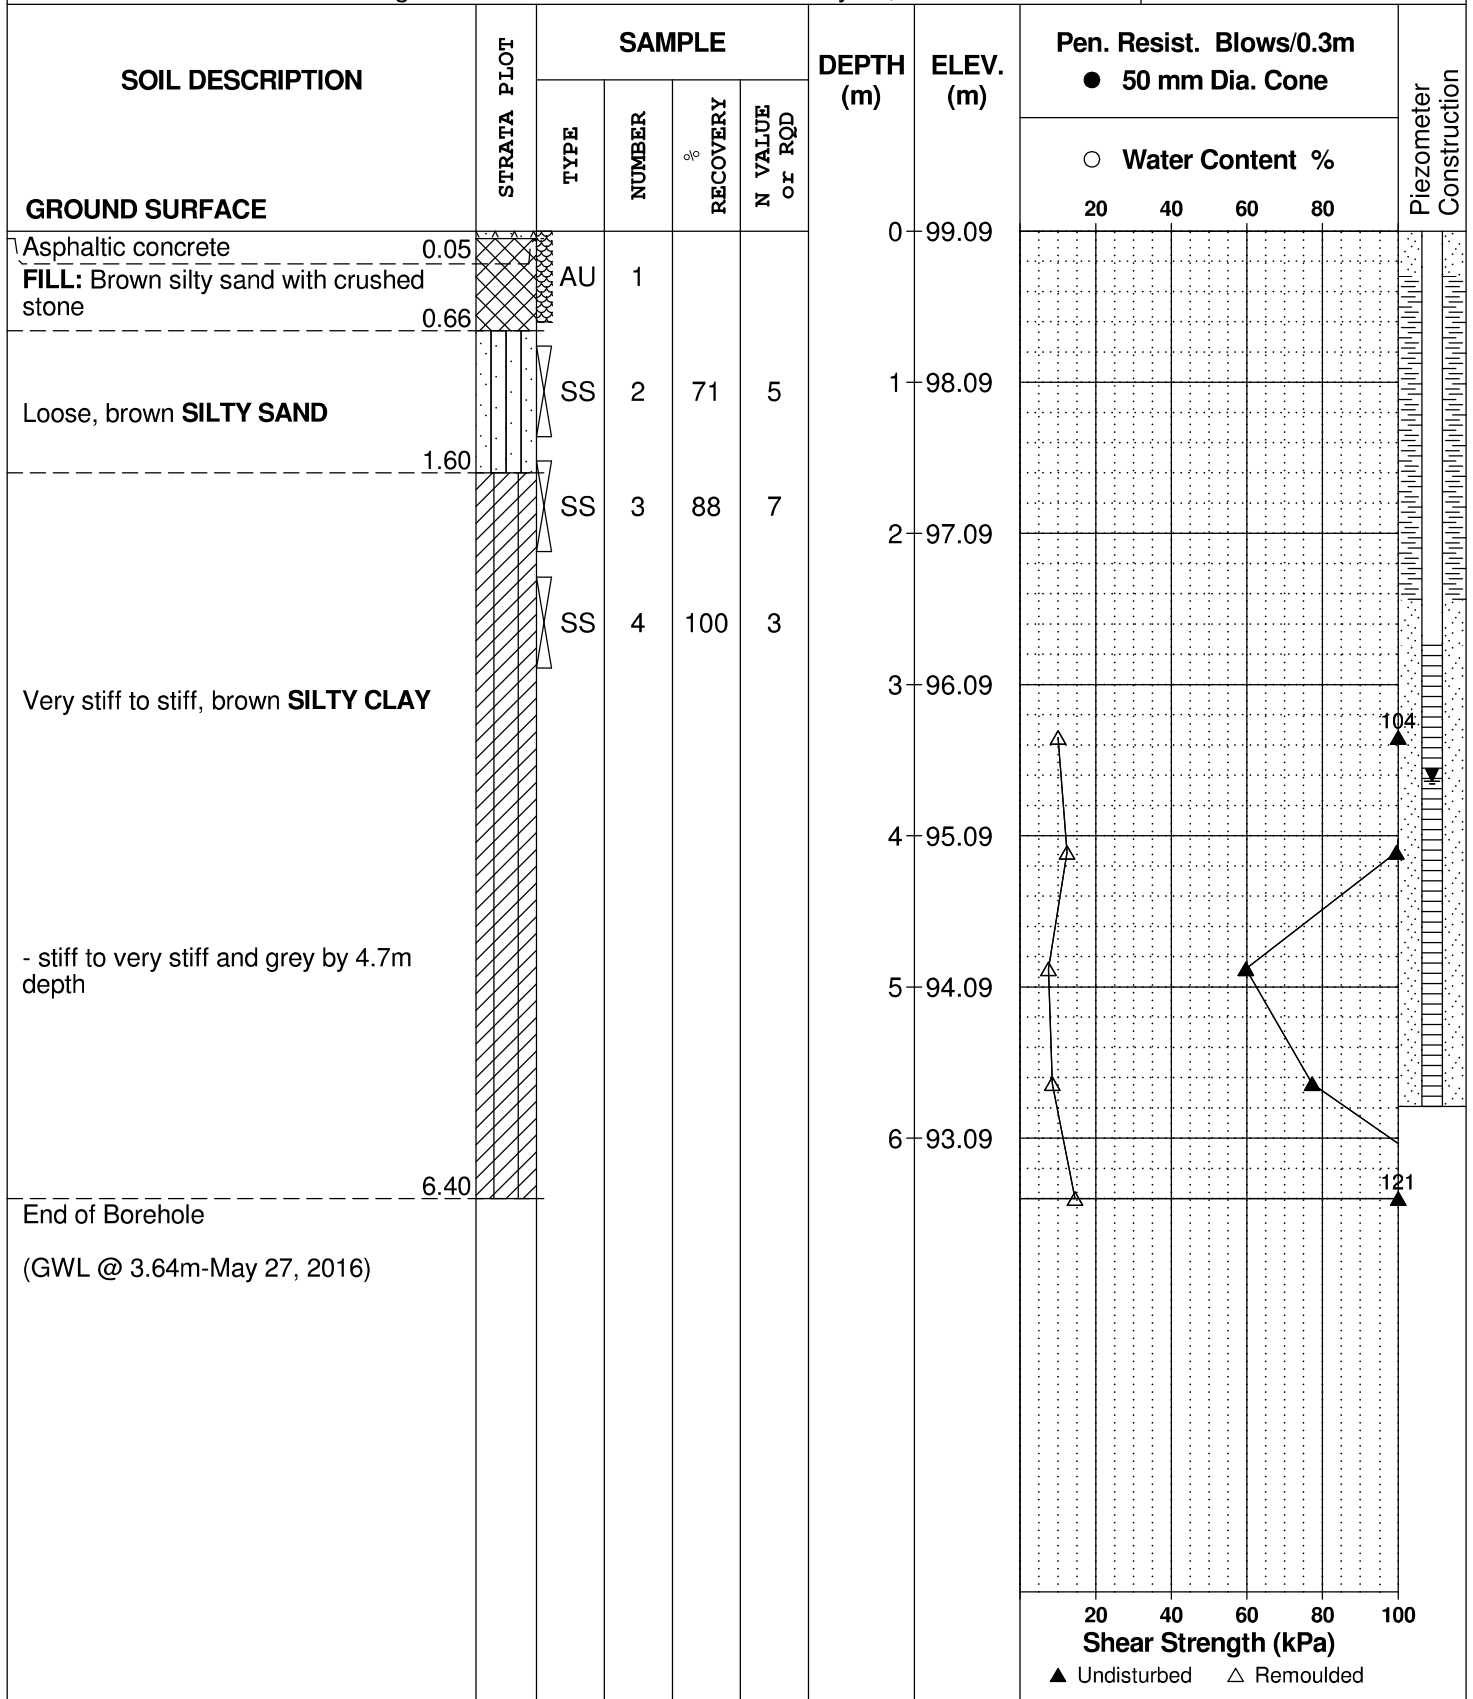 SOIL DESCRIPTION
GROUND SURFACE
STRATA PLOT
SAMPLE
TYPE
NUMBER
%
RECOVERY
N VALUE
or RQD
DEPTH
(m)
ELEV.
(m)
Pen. Resist. Blows/0.3m
● 50 mm Dia. Cone
○ Water Content %
20 40 60 80
Piezometer
Construction
Asphaltic concrete 0.05
FILL: Brown silty sand with crushed
stone
0.66
AU 1
0 99.09
SS 2 71 5
1 98.09
Loose, brown SILTY SAND
1.60
SS 3 88 7
2 97.09
SS 4 100 3
Very stiff to stiff, brown SILTY CLAY
3 96.09
104
4 95.09
- stiff to very stiff and grey by 4.7m
depth
5 94.09
6 93.09
6.40
121
End of Borehole
(GWL @ 3.64m-May 27, 2016)
20 40 60 80 100
Shear Strength (kPa)
▲ Undisturbed △ Remoulded